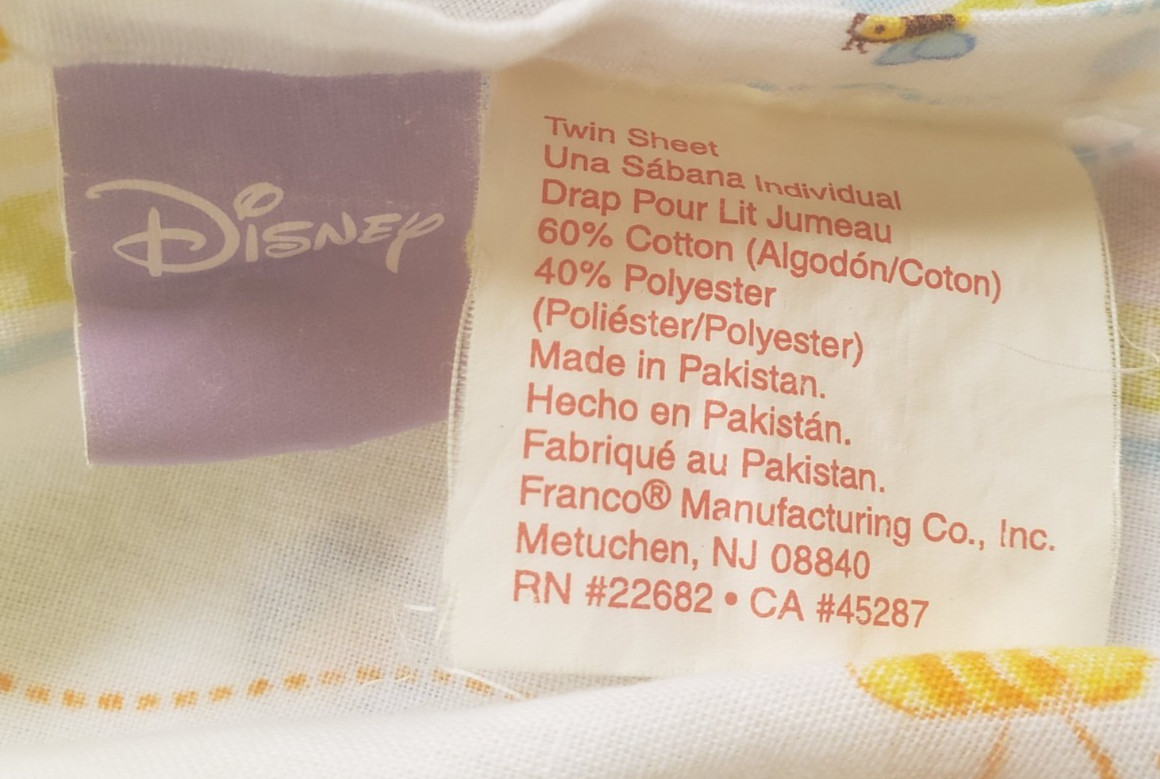 Disney
Twin Sheet
Una Sábana Individual
Drap Pour Lit Jumeau
60% Cotton (Algodón/Coton)
40% Polyester
(Poliéster/Polyester)
Made in Pakistan.
Hecho en Pakistán.
Fabriqué au Pakistan.
Franco® Manufacturing Co., Inc.
Metuchen, NJ 08840
RN #22682 • CA #45287